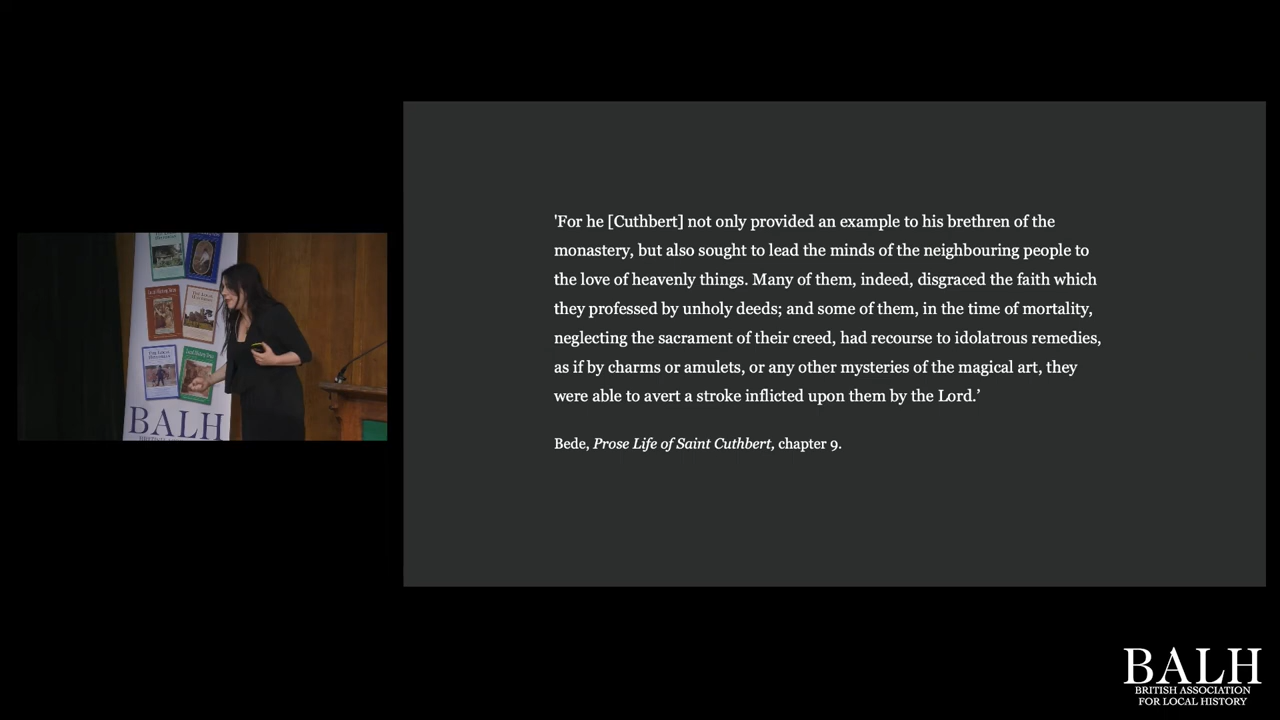 'For he [Cuthbert] not only provided an example to his brethren of the
monastery, but also sought to lead the minds of the neighbouring people to
the love of heavenly things. Many of them, indeed, disgraced the faith which
they professed by unholy deeds; and some of them, in the time of mortality,
neglecting the sacrament of their creed, had recourse to idolatrous remedies,
as if by charms or amulets, or any other mysteries of the magical art, they
were able to avert a stroke inflicted upon them by the Lord.’
Bede, Prose Life of Saint Cuthbert, chapter 9.
BALH
BALH
BRITISH ASSOCIATION
FOR LOCAL HISTORY